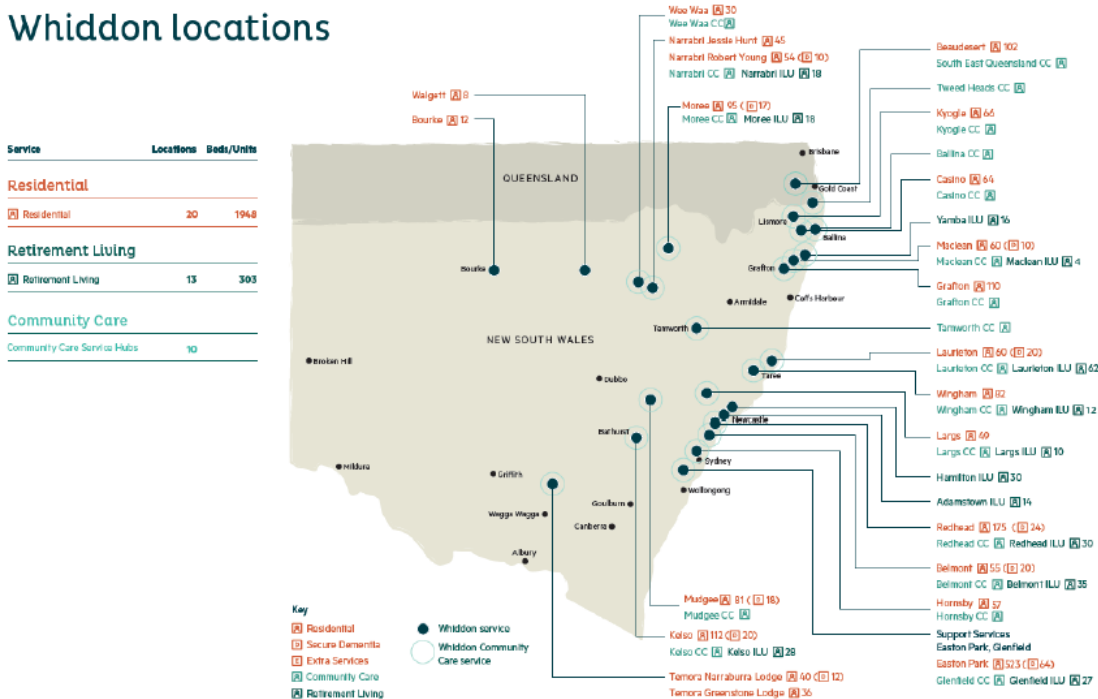 Whiddon locations
Service Locations Beds/Units
Residential
A Residential 20 1948
Retirement Living
A Retirement Living 13 303
Community Care
Community Care Service Hubs 10
Walgett A 8
Bourke A 12
Wee Waa A 30
Wee Waa CC A
Narrabri Jessie Hunt A 45
Narrabri Robert Young A 54 (D 10)
Narrabri CC A Narrabri ILU A 18
Moree A 95 (D 17)
Moree CC A Moree ILU A 18
Beaudesert A 102
South East Queensland CC A
Tweed Heads CC A
Kyogle A 66
Kyogle CC A
Ballina CC A
Casino A 64
Casino CC A
Yamba ILU A 16
Maclean A 60 (D 10)
Maclean CC A Maclean ILU A 4
Grafton A 110
Grafton CC A
Tamworth CC A
Laurieton A 60 (D 20)
Laurieton CC A Laurieton ILU A 62
Wingham A 82
Wingham CC A Wingham ILU A 12
Largs A 49
Largs CC A Largs ILU A 10
Hamilton ILU A 30
Adamstown ILU A 14
Redhead A 175 (D 24)
Redhead CC A Redhead ILU A 30
Belmont A 55 (D 20)
Belmont CC A Belmont ILU A 35
Hornsby A 57
Hornsby CC A
Support Services
Easton Park, Glenfield
Easton Park A 523 (D 64)
Glenfield CC A Glenfield ILU A 27
QUEENSLAND
NEW SOUTH WALES
Brisbane
Gold Coast
Lismore
Ballina
Bourke
Grafton
Armidale
Coffs Harbour
Tamworth
Broken Hill
Dubbo
Taree
Newcastle
Bathurst
Sydney
Mildura
Griffith
Wollongong
Goulburn
Wagga Wagga
Canberra
Albury
Mudgee A 81 (D 18)
Mudgee CC A
Kelso A 112 (D 20)
Kelso CC A Kelso ILU A 28
Temora Narraburra Lodge A 40 (D 12)
Temora Greenstone Lodge A 36
Key
A Residential
D Secure Dementia
E Extra Services
A Community Care
A Retirement Living
Whiddon service
Whiddon Community
Care service